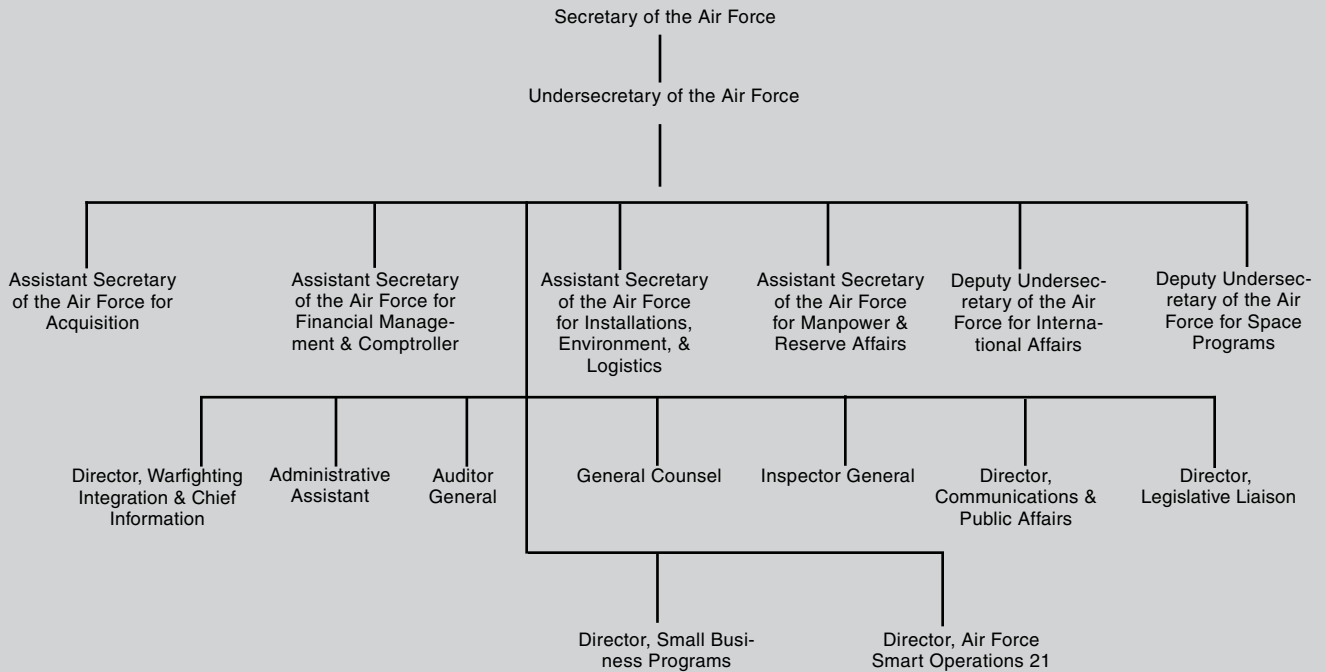 Secretary of the Air Force
Undersecretary of the Air Force
Assistant Secretary
of the Air Force for
Acquisition
Assistant Secretary
of the Air Force for
Financial Manage-
ment & Comptroller
Assistant Secretary
of the Air Force
for Installations,
Environment, &
Logistics
Assistant Secretary
of the Air Force
for Manpower &
Reserve Affairs
Deputy Undersec-
retary of the Air
Force for Interna-
tional Affairs
Deputy Undersec-
retary of the Air
Force for Space
Programs
Director, Warfighting
Integration & Chief
Information
Administrative
Assistant
Auditor
General
General Counsel
Inspector General
Director,
Communications &
Public Affairs
Director,
Legislative Liaison
Director, Small Busi-
ness Programs
Director, Air Force
Smart Operations 21